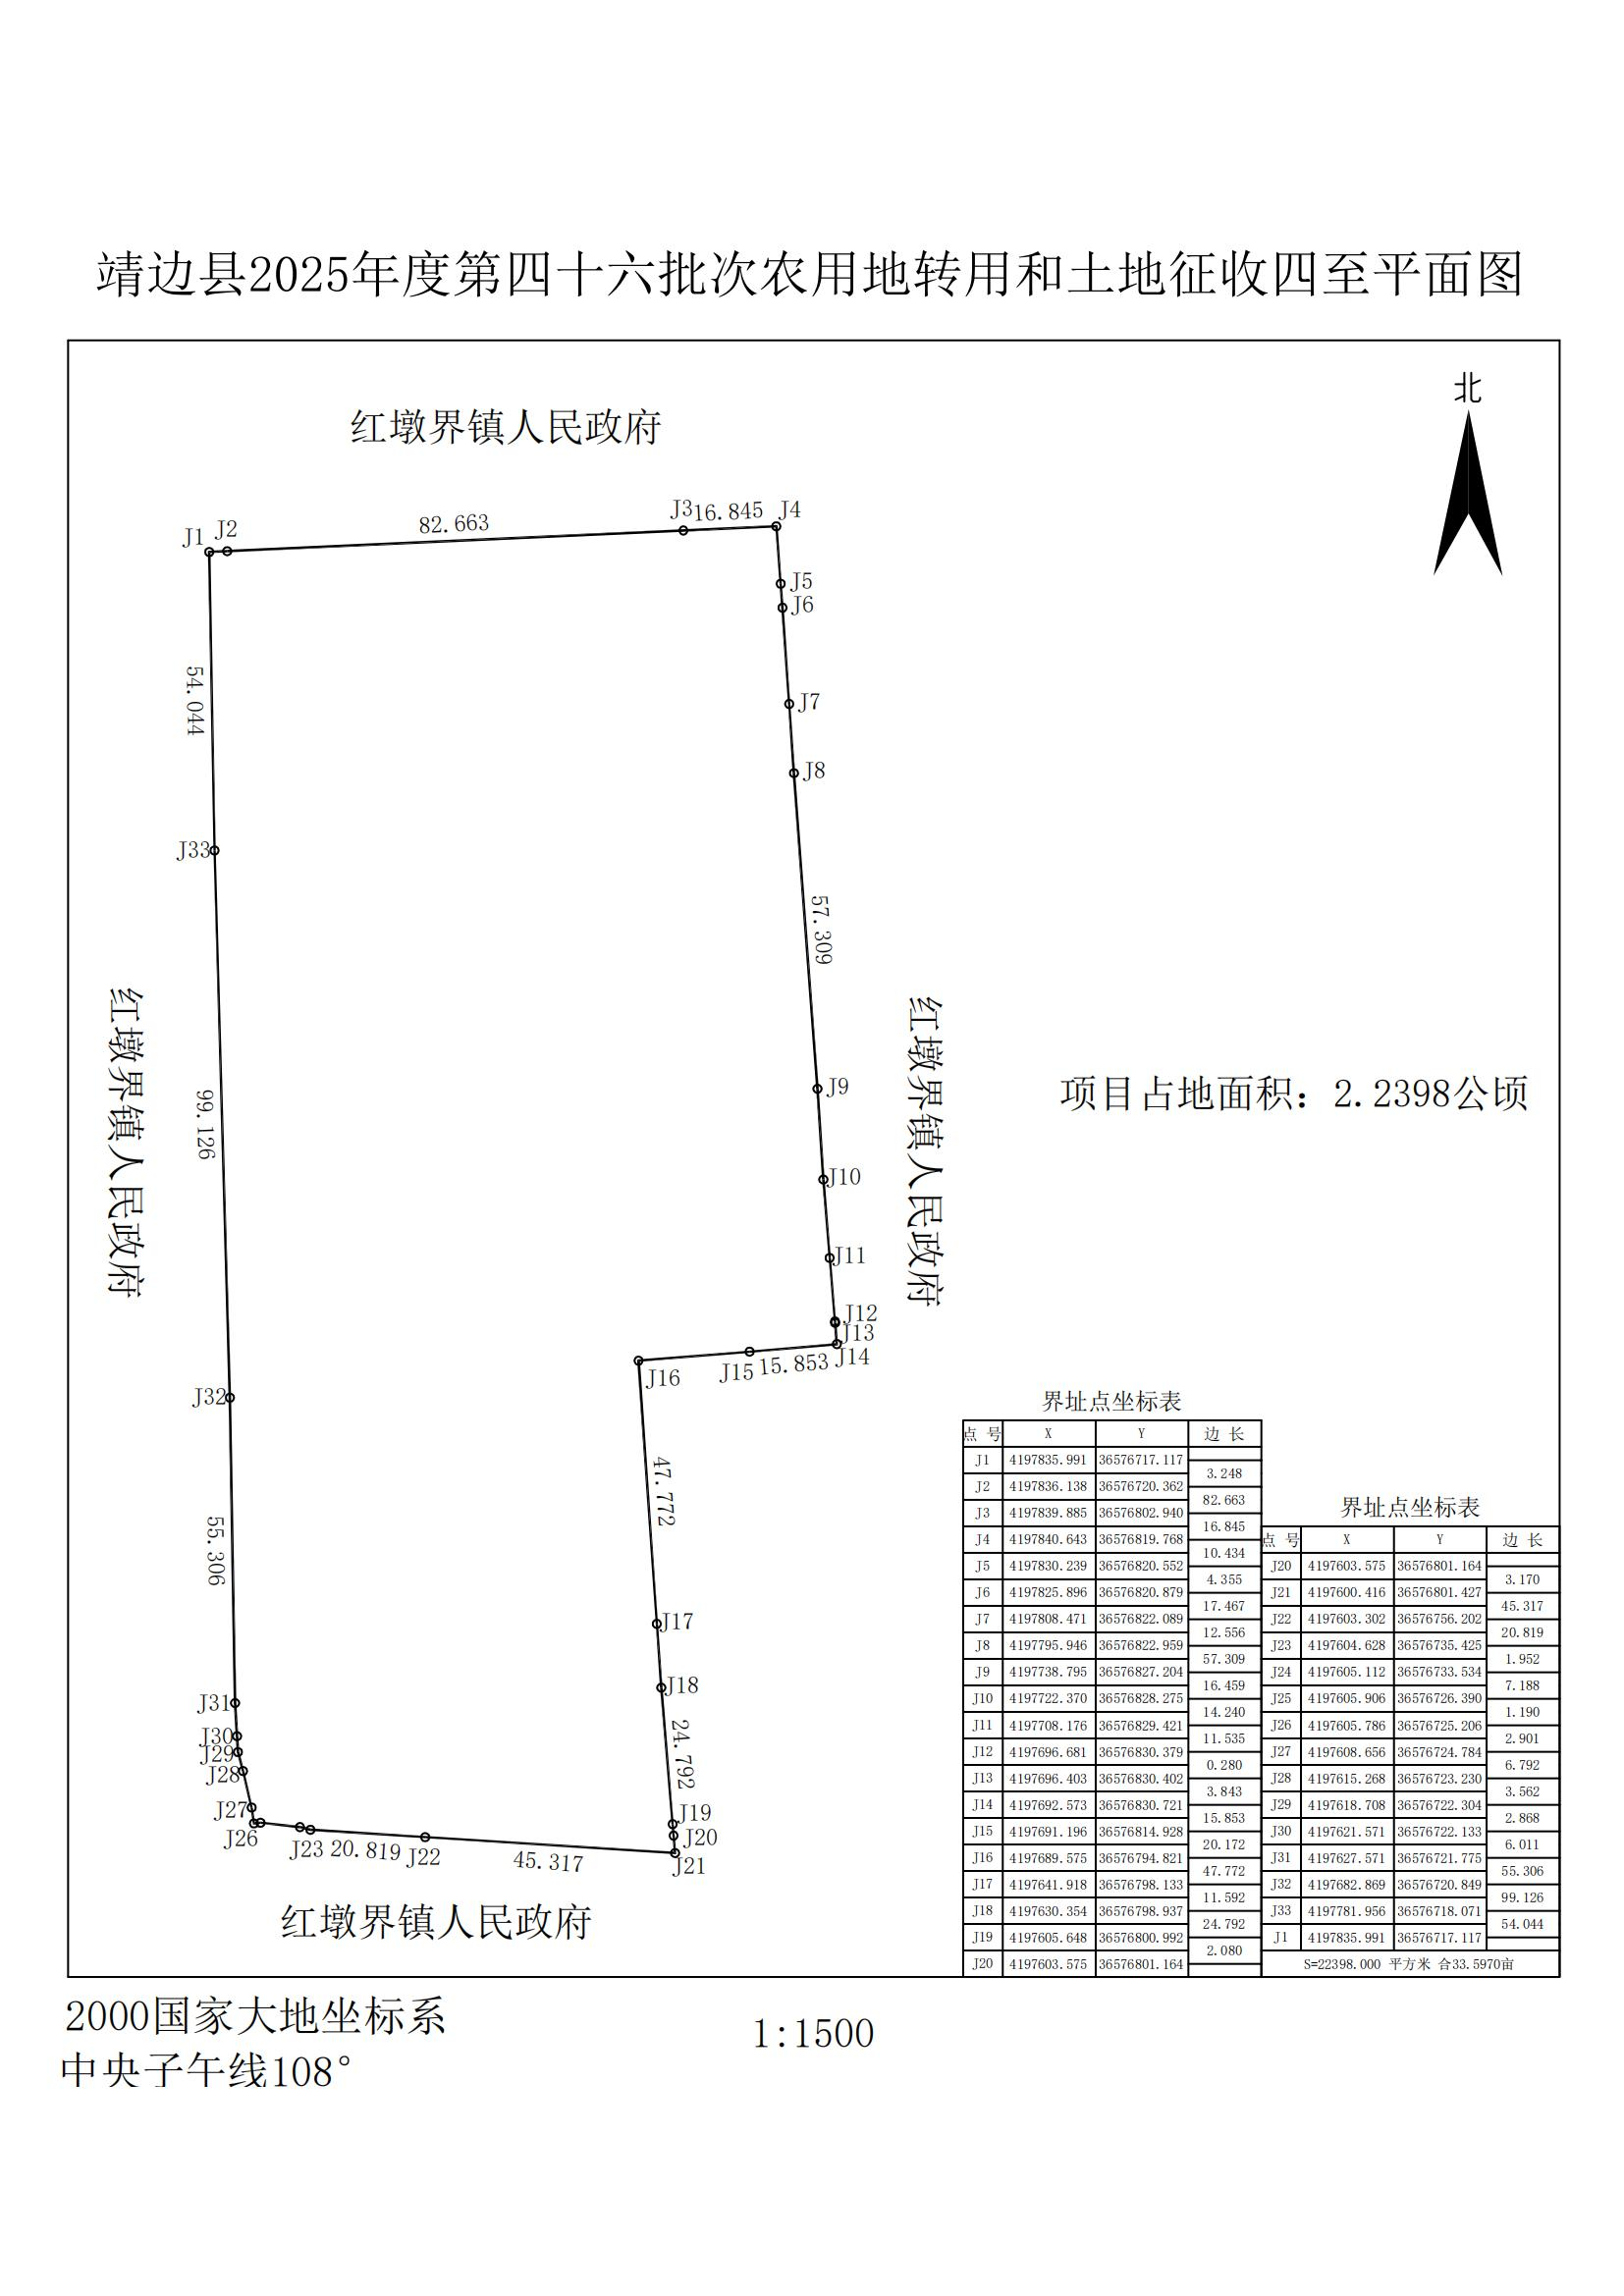 靖边县2025年度第四十六批次农用地转用和土地征收四至平面图
北
红墩界镇人民政府
J1
J2
82.663
J3
16.845
J4
J5
J6
54.044
J7
J8
J33
57.309
红墩界镇人民政府
红墩界镇人民政府
J9
项目占地面积：2.2398公顷
99.126
J10
J11
J12
J13
J14
J16
J15
15.853
J32
47.772
55.306
J17
J18
J31
J30
J29
24.792
J28
J27
J19
J26
J20
J23
20.819
J22
45.317
J21
红墩界镇人民政府
界址点坐标表
点 号 X Y 边 长
J1 4197835.991 36576717.117
3.248
J2 4197836.138 36576720.362
82.663
J3 4197839.885 36576802.940
16.845
J4 4197840.643 36576819.768
10.434
J5 4197830.239 36576820.552
4.355
J6 4197825.896 36576820.879
17.467
J7 4197808.471 36576822.089
12.556
J8 4197795.946 36576822.959
57.309
J9 4197738.795 36576827.204
16.459
J10 4197722.370 36576828.275
14.240
J11 4197708.176 36576829.421
11.535
J12 4197696.681 36576830.379
0.280
J13 4197696.403 36576830.402
3.843
J14 4197692.573 36576830.721
15.853
J15 4197691.196 36576814.928
20.172
J16 4197689.575 36576794.821
47.772
J17 4197641.918 36576798.133
11.592
J18 4197630.354 36576798.937
24.792
J19 4197605.648 36576800.992
2.080
J20 4197603.575 36576801.164
界址点坐标表
点 号 X Y 边 长
J20 4197603.575 36576801.164
3.170
J21 4197600.416 36576801.427
45.317
J22 4197603.302 36576756.202
20.819
J23 4197604.628 36576735.425
1.952
J24 4197605.112 36576733.534
7.188
J25 4197605.906 36576726.390
1.190
J26 4197605.786 36576725.206
2.901
J27 4197608.656 36576724.784
6.792
J28 4197615.268 36576723.230
3.562
J29 4197618.708 36576722.304
2.868
J30 4197621.571 36576722.133
6.011
J31 4197627.571 36576721.775
55.306
J32 4197682.869 36576720.849
99.126
J33 4197781.956 36576718.071
54.044
J1 4197835.991 36576717.117
S=22398.000 平方米 合33.5970亩
2000国家大地坐标系
1:1500
中央子午线108°